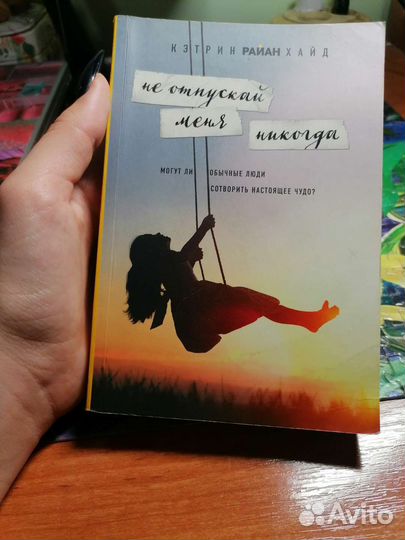 КЭТРИН РАЙАН ХАЙД
не отпускай
меня никогда
МОГУТ ЛИ ОБЫЧНЫЕ ЛЮДИ
СОТВОРИТЬ НАСТОЯЩЕЕ ЧУДО?
Avito